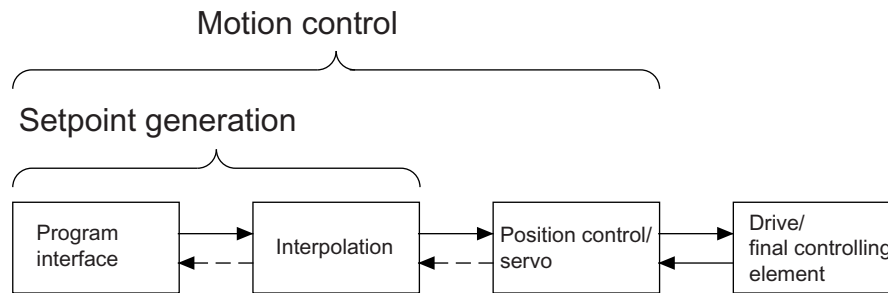 Motion control
Setpoint generation
Program
interface
Interpolation
Position control/
servo
Drive/
final controlling
element